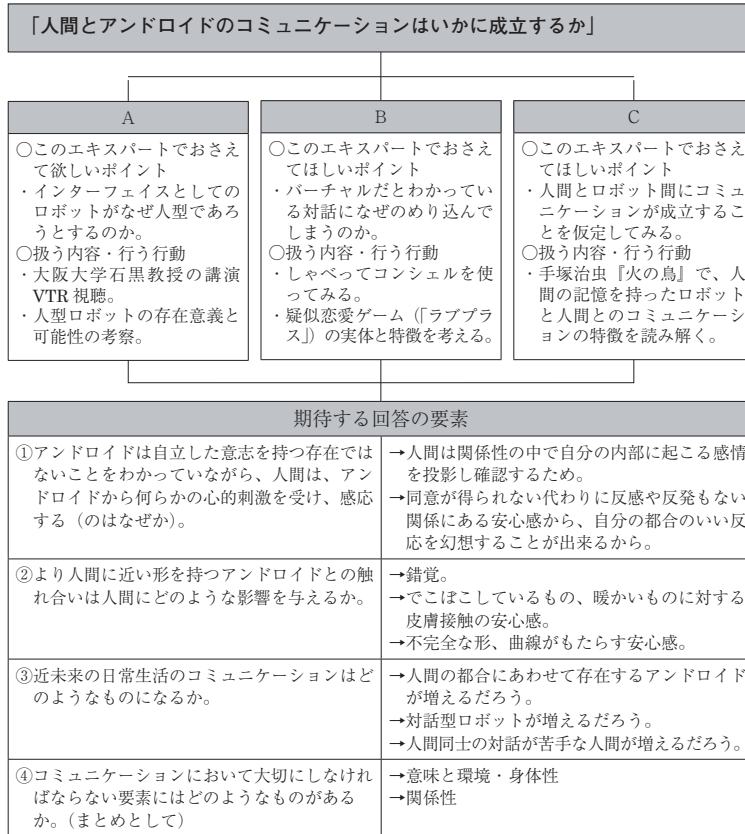 「人間とアンドロイドのコミュニケーションはいかに成立するか」
A
○このエキスパートでおさえ
て欲しいポイント
・インターフェイスとしての
ロボットがなぜ人型であろ
うとするのか。
○扱う内容・行う行動
・大阪大学石黒教授の講演
VTR 視聴。
・人型ロボットの存在意義と
可能性の考察。
B
○このエキスパートでおさえ
てほしいポイント
・バーチャルだとわかってい
る対話になぜのめり込んで
しまうのか。
○扱う内容・行う行動
・しゃべってコンシェルを使
ってみる。
・疑似恋愛ゲーム（「ラブプラ
ス」）の実体と特徴を考える。
C
○このエキスパートでおさえ
てほしいポイント
・人間とロボット間にコミュ
ニケーションが成立するこ
とを仮定してみる。
○扱う内容・行う行動
・手塚治虫『火の鳥』で、人
間の記憶を持ったロボット
と人間とのコミュニケーシ
ョンの特徴を読み解く。
期待する回答の要素
①アンドロイドは自立した意志を持つ存在では
ないことをわかっていながら、人間は、アン
ドロイドから何らかの心的刺激を受け、感応
する（のはなぜか）。
→人間は関係性の中で自分の内部に起こる感情
を投影し確認するため。
→同意が得られない代わりに反感や反発もない
関係にある安心感から、自分の都合のいい反
応を幻想することが出来るから。
②より人間に近い形を持つアンドロイドとの触
れ合いは人間にどのような影響を与えるか。
→錯覚。
→でこぼこしているもの、暖かいものに対する
皮膚接触の安心感。
→不完全な形、曲線がもたらす安心感。
③近未来の日常生活のコミュニケーションはど
のようなものになるか。
→人間の都合にあわせて存在するアンドロイド
が増えるだろう。
→対話型ロボットが増えるだろう。
→人間同士の対話が苦手な人間が増えるだろう。
④コミュニケーションにおいて大切にしなけれ
ばならない要素にはどのようなものがある
か。（まとめとして）
→意味と環境・身体性
→関係性